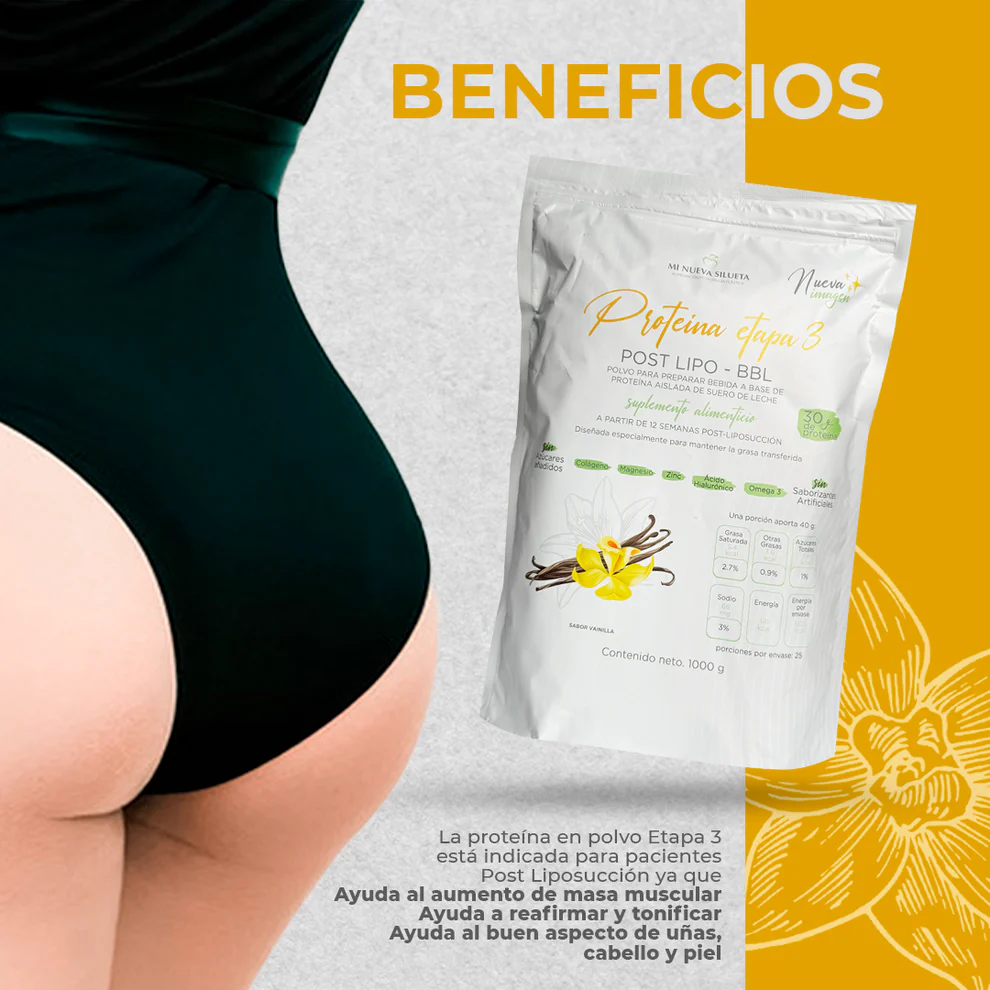 BENEFICIOS
MI NUEVA SILUETA
Nueva
imagen
Proteína etapa 3
POST LIPO - BBL
POLVO PARA PREPARAR BEBIDA A BASE DE
PROTEÍNA AISLADA DE SUERO DE LECHE
suplemento alimenticio
A PARTIR DE 12 SEMANAS POST-LIPOSUCCIÓN
Diseñada especialmente para mantener la grasa transferida
30 g
de
proteína
sin
Azúcares
añadidos
Colágeno
Magnesio
Zinc
Ácido
Hialurónico
Omega 3
sin
Saborizantes
Artificiales
Una porción aporta 40 g:
Grasa
Saturada
kcal
2.7%
Otras
Grasas
kcal
0.9%
Azúcares
Totales
1%
Sodio
mg
3%
Energía
kcal
Energía
por
envase
porciones por envase: 25
SABOR VAINILLA
Contenido neto. 1000 g
La proteína en polvo Etapa 3
está indicada para pacientes
Post Liposucción ya que
Ayuda al aumento de masa muscular
Ayuda a reafirmar y tonificar
Ayuda al buen aspecto de uñas,
cabello y piel